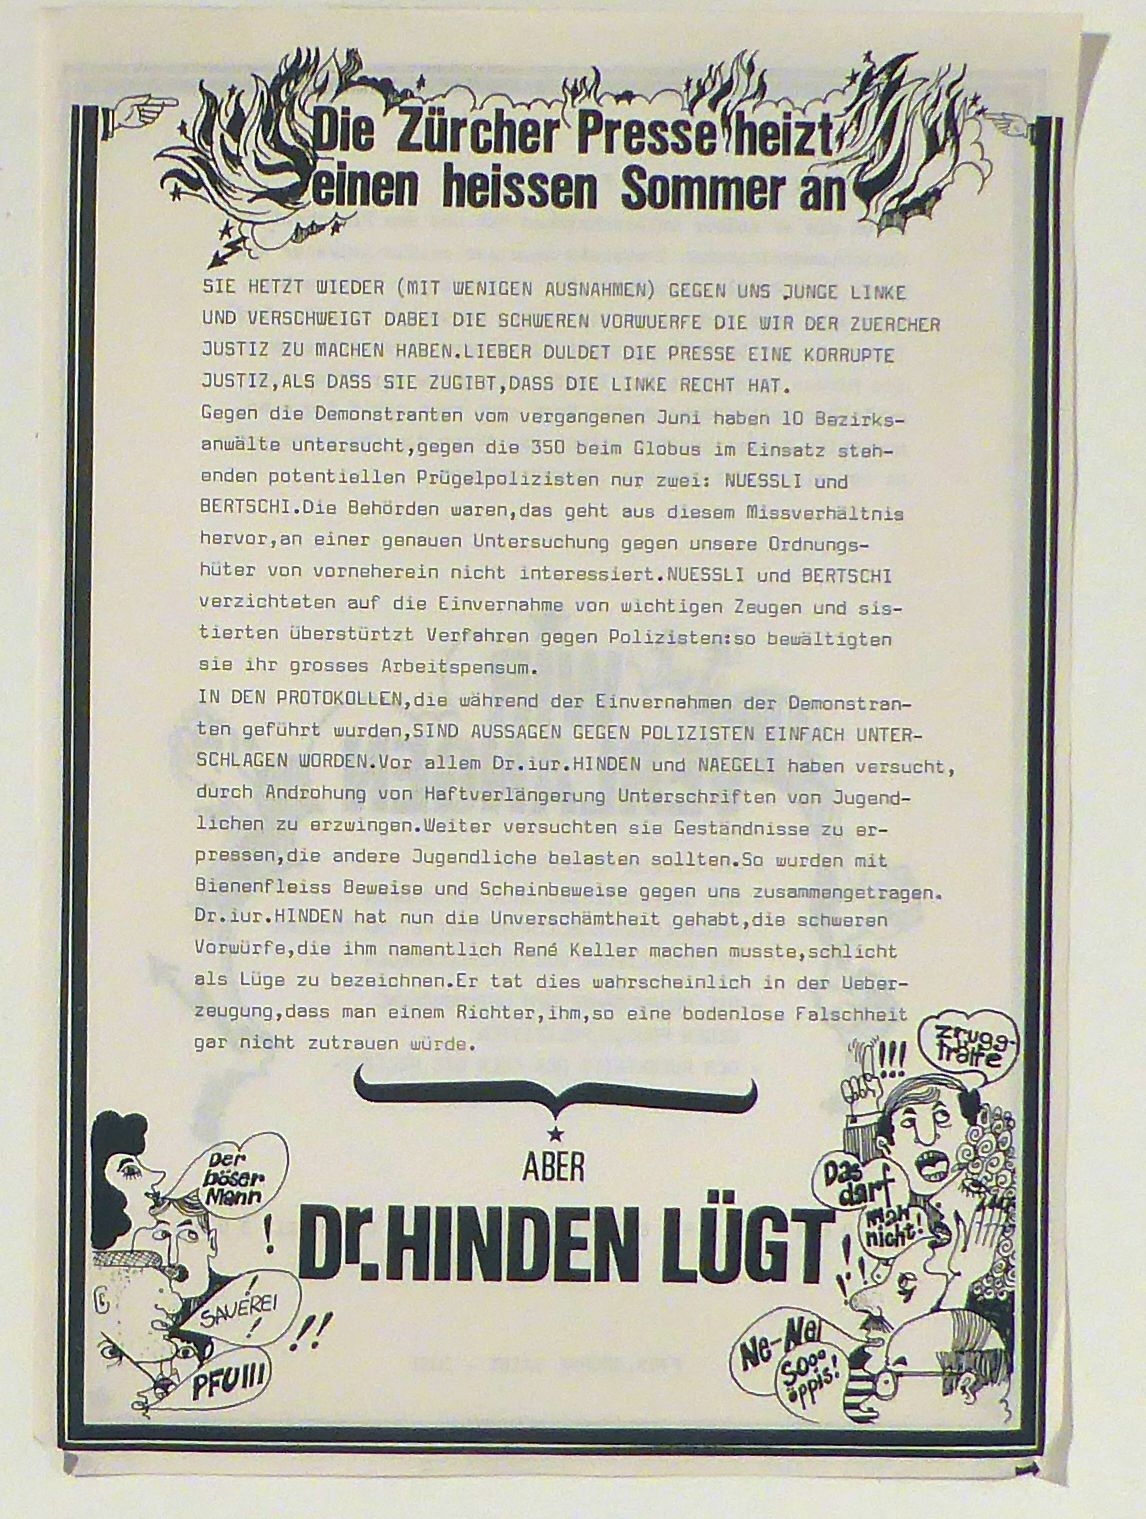 Die Zürcher Presse heizt
einen heissen Sommer an
SIE HETZT WIEDER (MIT WENIGEN AUSNAHMEN) GEGEN UNS JUNGE LINKE
UND VERSCHWEIGT DABEI DIE SCHWEREN VORWUERFE DIE WIR DER ZUERCHER
JUSTIZ ZU MACHEN HABEN.LIEBER DULDET DIE PRESSE EINE KORRUPTE
JUSTIZ,ALS DASS SIE ZUGIBT,DASS DIE LINKE RECHT HAT.
Gegen die Demonstranten vom vergangenen Juni haben 10 Bezirks-
anwälte untersucht,gegen die 350 beim Globus im Einsatz steh-
enden potentiellen Prügelpolizisten nur zwei: NUESSLI und
BERTSCHI.Die Behörden waren,das geht aus diesem Missverhältnis
hervor,an einer genauen Untersuchung gegen unsere Ordnungs-
hüter von vorneherein nicht interessiert.NUESSLI und BERTSCHI
verzichteten auf die Einvernahme von wichtigen Zeugen und sis-
tierten überstürtzt Verfahren gegen Polizisten:so bewältigten
sie ihr grosses Arbeitspensum.
IN DEN PROTOKOLLEN,die während der Einvernahmen der Demonstran-
ten geführt wurden,SIND AUSSAGEN GEGEN POLIZISTEN EINFACH UNTER-
SCHLAGEN WORDEN.Vor allem Dr.iur.HINDEN und NAEGELI haben versucht,
durch Androhung von Haftverlängerung Unterschriften von Jugend-
lichen zu erzwingen.Weiter versuchten sie Geständnisse zu er-
pressen,die andere Jugendliche belasten sollten.So wurden mit
Bienenfleiss Beweise und Scheinbeweise gegen uns zusammengetragen.
Dr.iur.HINDEN hat nun die Unverschämtheit gehabt,die schweren
Vorwürfe,die ihm namentlich René Keller machen musste,schlicht
als Lüge zu bezeichnen.Er tat dies wahrscheinlich in der Ueber-
zeugung,dass man einem Richter,ihm,so eine bodenlose Falschheit
gar nicht zutrauen würde.
!!!
zrugg-
trätte
ABER
Dr.HINDEN LÜGT
Der
böser
Mann
!
!
SAUEREI
!
!!
PFUIII
Das
darf
man
nicht!
!!!
Ne-Nei
Sooo
öppis!